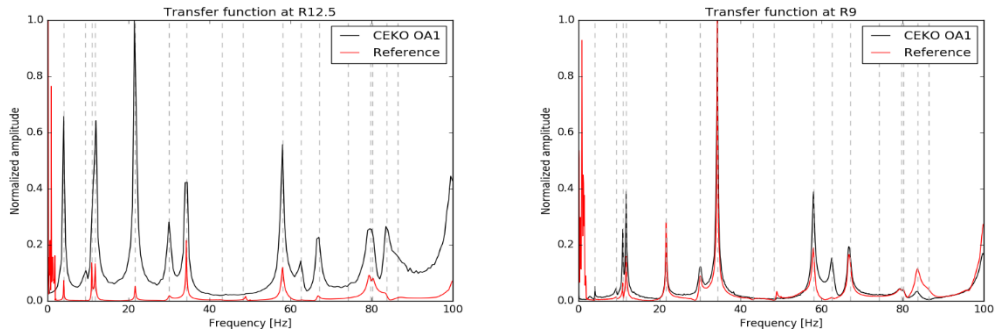 Transfer function at R12.5
Normalized amplitude
1.0
0.8
0.6
0.4
0.2
0.0
CEKO OA1
Reference
0 20 40 60 80 100
Frequency [Hz]
Transfer function at R9
Normalized amplitude
1.0
0.8
0.6
0.4
0.2
0.0
CEKO OA1
Reference
0 20 40 60 80 100
Frequency [Hz]